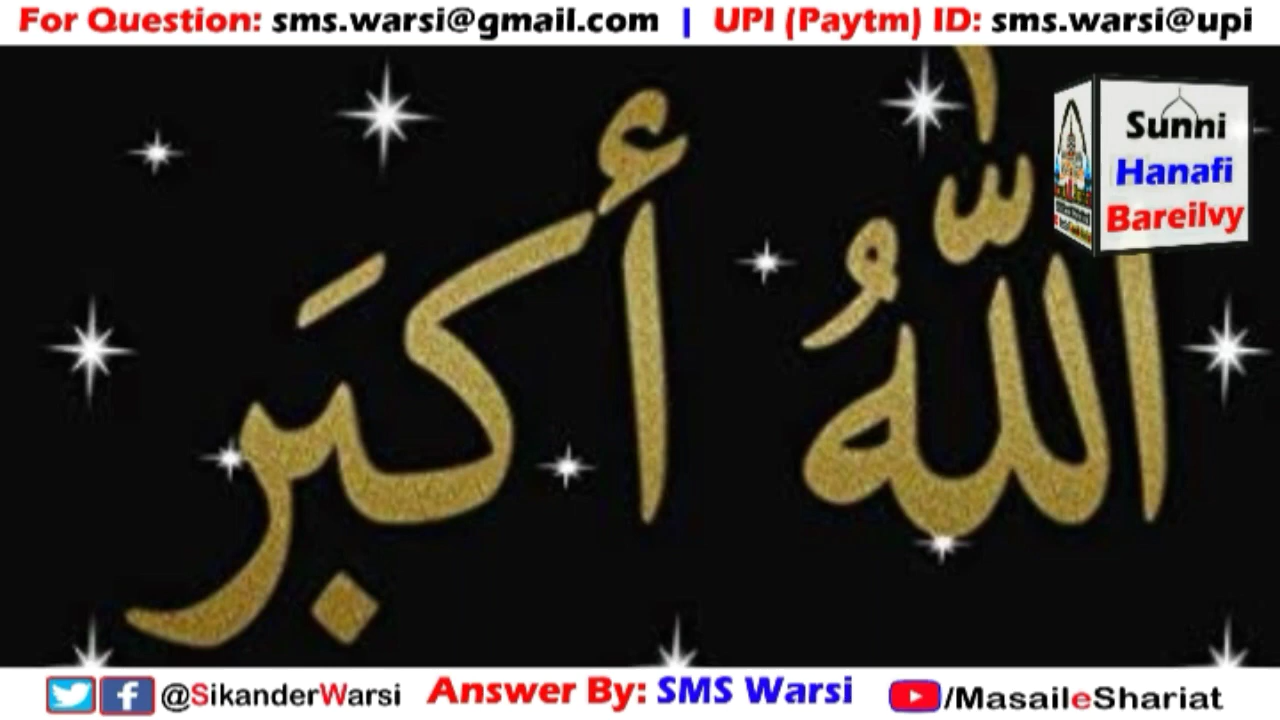 For Question: sms.warsi@gmail.com | UPI (Paytm) ID: sms.warsi@upi
Sunni
Hanafi
Bareilvy
اللّٰهُ أكبَر
@SikanderWarsi Answer By: SMS Warsi /MasaileShariat